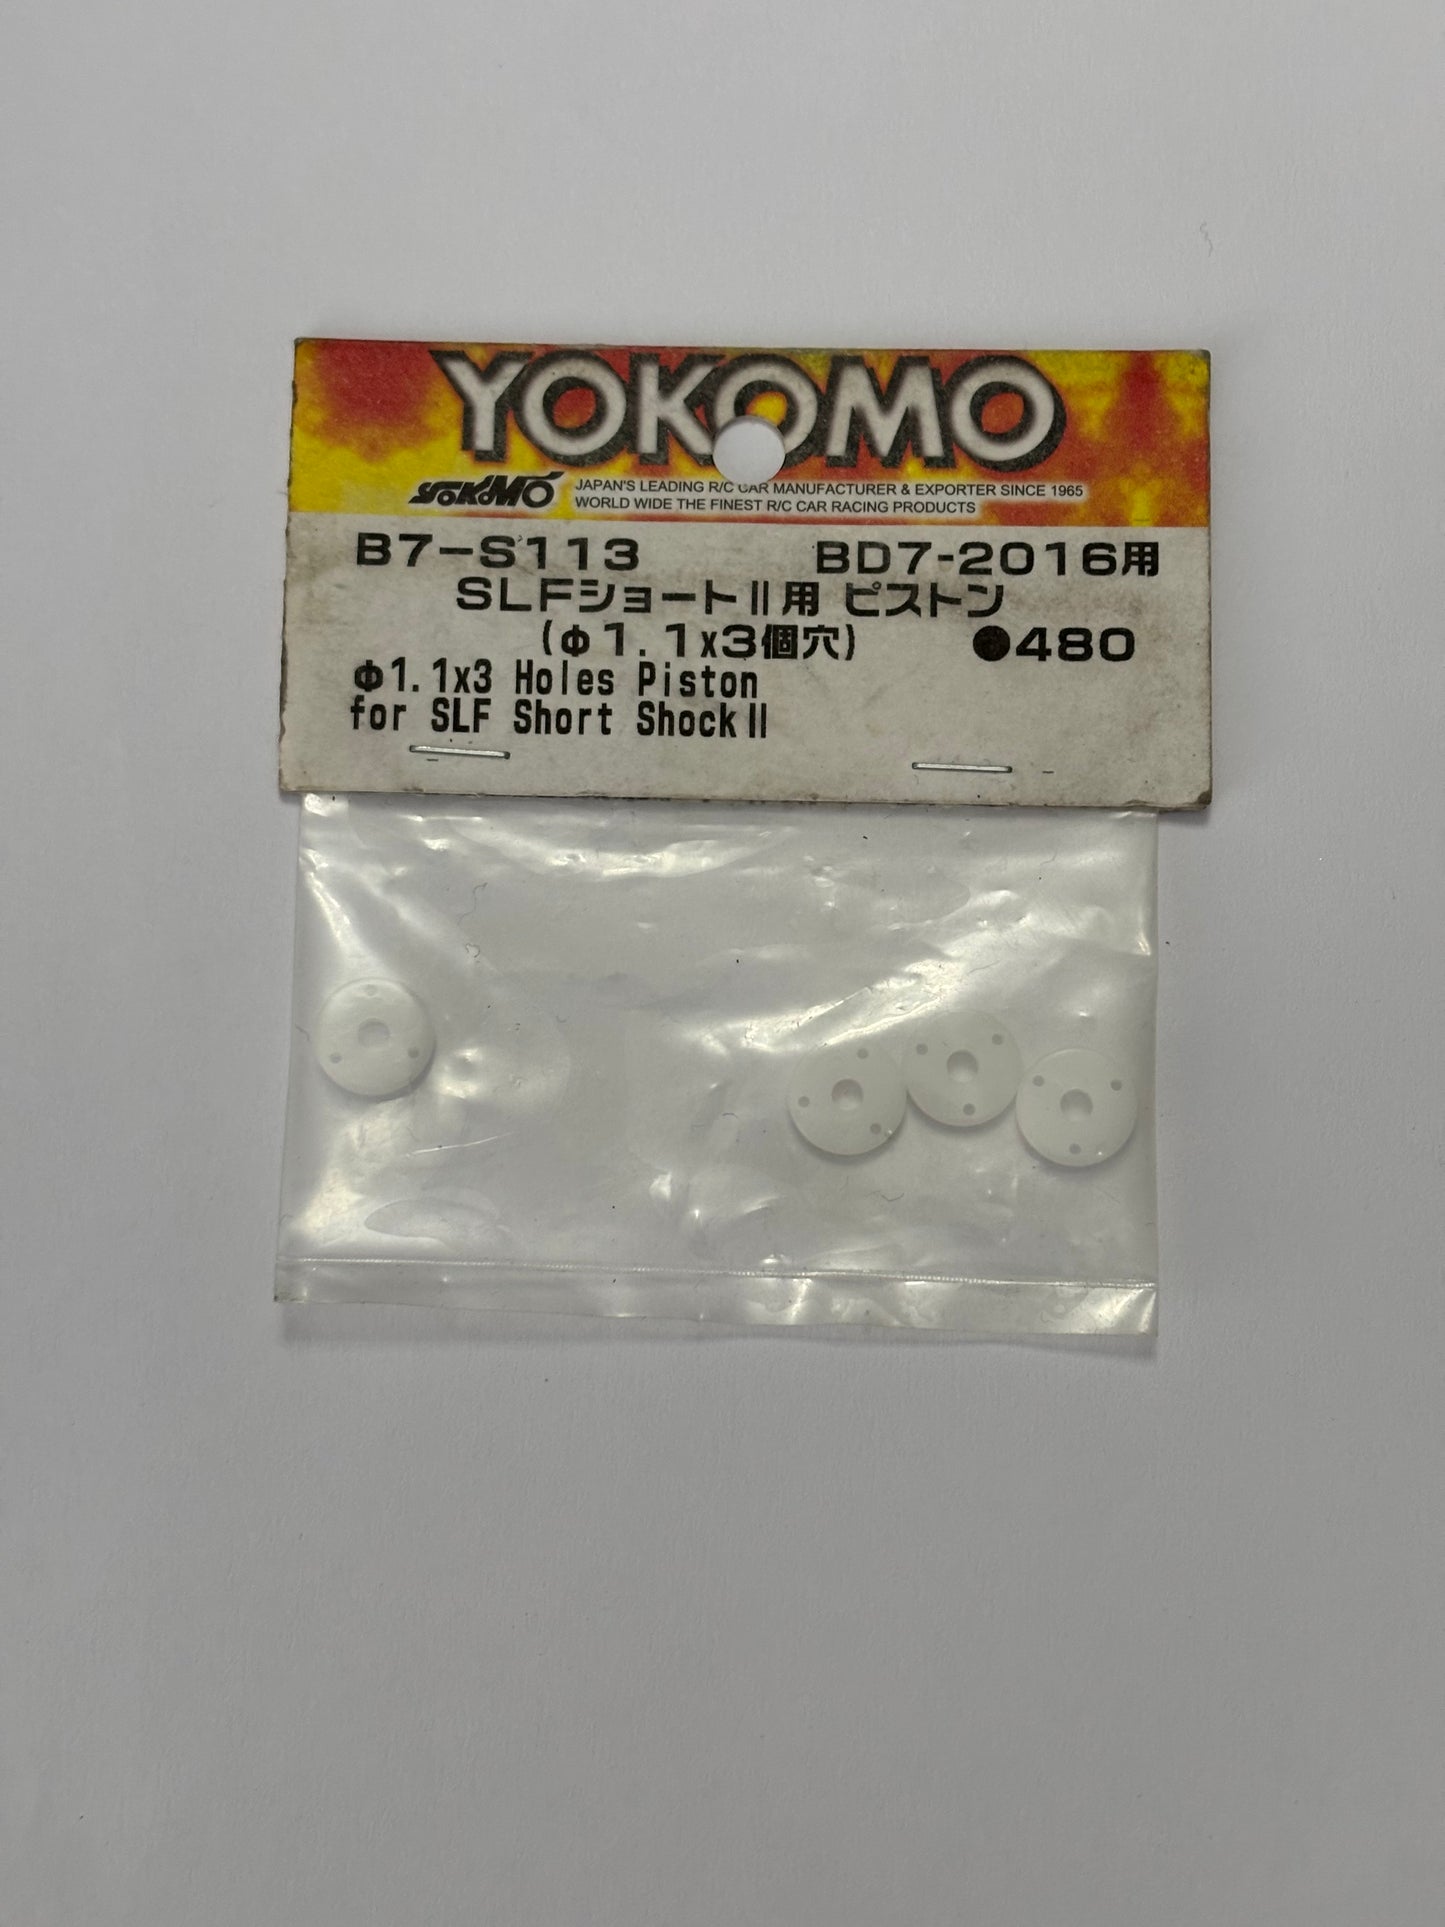 YOKOMO
YOKOMO JAPAN'S LEADING R/C CAR MANUFACTURER & EXPORTER SINCE 1965
WORLD WIDE THE FINEST R/C CAR RACING PRODUCTS
B7-S113 BD7-2016用
SLFショートⅡ用 ピストン
(Φ1.1x3個穴) ●480
Φ1.1x3 Holes Piston
for SLF Short ShockⅡ